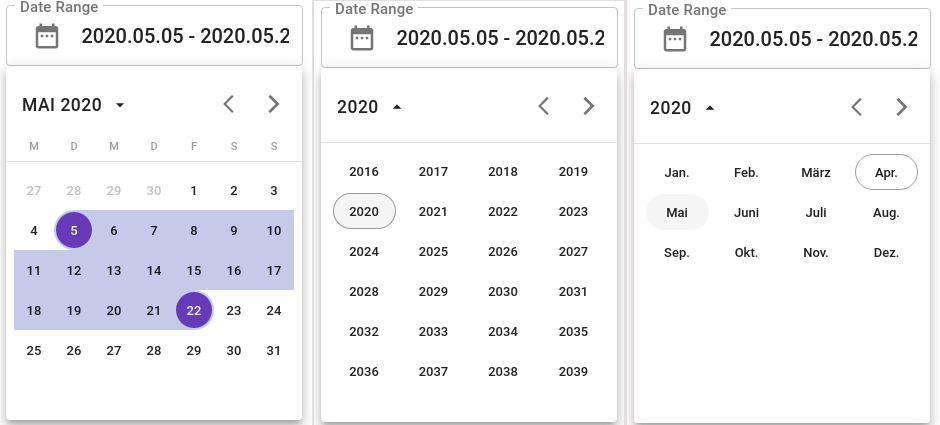 Date Range
2020.05.05 - 2020.05.2
MAI 2020
M D M D F S S
27 28 29 30 1 2 3
4 5 6 7 8 9 10
11 12 13 14 15 16 17
18 19 20 21 22 23 24
25 26 27 28 29 30 31
Date Range
2020.05.05 - 2020.05.2
2020
2016 2017 2018 2019
2020 2021 2022 2023
2024 2025 2026 2027
2028 2029 2030 2031
2032 2033 2034 2035
2036 2037 2038 2039
Date Range
2020.05.05 - 2020.05.2
2020
Jan. Feb. März Apr.
Mai Juni Juli Aug.
Sep. Okt. Nov. Dez.